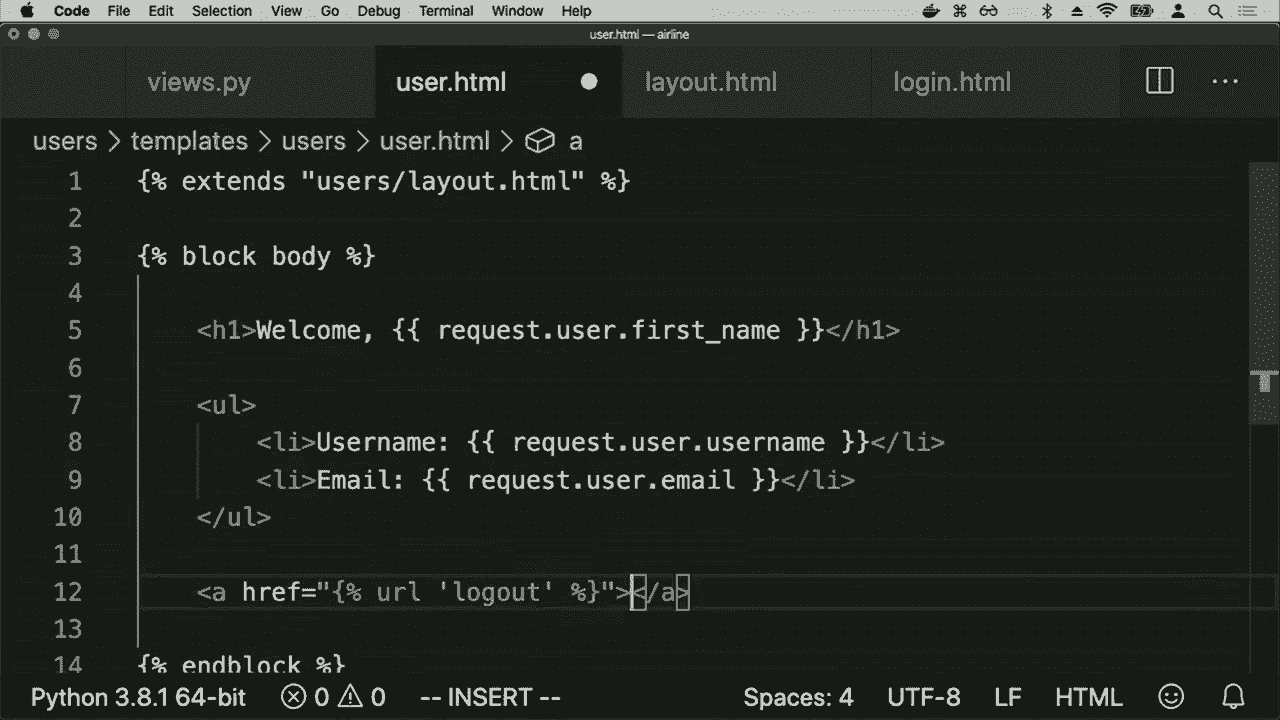 Code File Edit Selection View Go Debug Terminal Window Help
user.html — airline
views.py user.html layout.html login.html
users > templates > users > user.html > a
1 {% extends "users/layout.html" %}
2
3 {% block body %}
4
5 <h1>Welcome, {{ request.user.first_name }}</h1>
6
7 <ul>
8 <li>Username: {{ request.user.username }}</li>
9 <li>Email: {{ request.user.email }}</li>
10 </ul>
11
12 <a href="{% url 'logout' %}"></a>
13
14 {% endblock %}
Python 3.8.1 64-bit 0 0 -- INSERT -- Spaces: 4 UTF-8 LF HTML